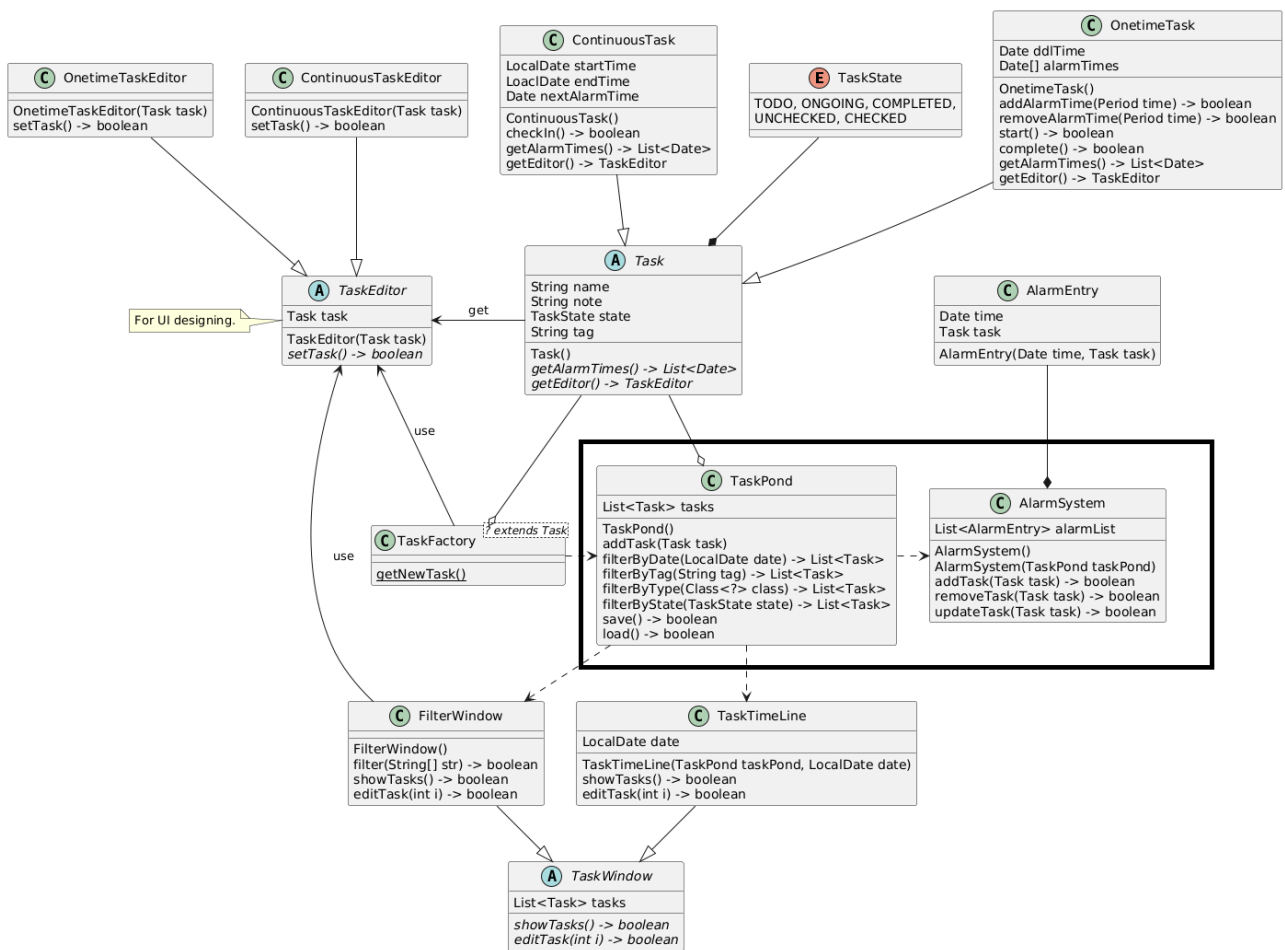 C OnetimeTaskEditor
OnetimeTaskEditor(Task task)
setTask() -> boolean
C ContinuousTaskEditor
ContinuousTaskEditor(Task task)
setTask() -> boolean
C ContinuousTask
LocalDate startTime
LoaclDate endTime
Date nextAlarmTime
ContinuousTask()
checkIn() -> boolean
getAlarmTimes() -> List<Date>
getEditor() -> TaskEditor
E TaskState
TODO, ONGOING, COMPLETED,
UNCHECKED, CHECKED
C OnetimeTask
Date ddlTime
Date[] alarmTimes
OnetimeTask()
addAlarmTime(Period time) -> boolean
removeAlarmTime(Period time) -> boolean
start() -> boolean
complete() -> boolean
getAlarmTimes() -> List<Date>
getEditor() -> TaskEditor
For UI designing.
A TaskEditor
Task task
TaskEditor(Task task)
setTask() -> boolean
get
A Task
String name
String note
TaskState state
String tag
Task()
getAlarmTimes() -> List<Date>
getEditor() -> TaskEditor
C AlarmEntry
Date time
Task task
AlarmEntry(Date time, Task task)
use
use
C TaskFactory
? extends Task
getNewTask()
C TaskPond
List<Task> tasks
TaskPond()
addTask(Task task)
filterByDate(LocalDate date) -> List<Task>
filterByTag(String tag) -> List<Task>
filterByType(Class<?> class) -> List<Task>
filterByState(TaskState state) -> List<Task>
save() -> boolean
load() -> boolean
C AlarmSystem
List<AlarmEntry> alarmList
AlarmSystem()
AlarmSystem(TaskPond taskPond)
addTask(Task task) -> boolean
removeTask(Task task) -> boolean
updateTask(Task task) -> boolean
C FilterWindow
FilterWindow()
filter(String[] str) -> boolean
showTasks() -> boolean
editTask(int i) -> boolean
C TaskTimeLine
LocalDate date
TaskTimeLine(TaskPond taskPond, LocalDate date)
showTasks() -> boolean
editTask(int i) -> boolean
A TaskWindow
List<Task> tasks
showTasks() -> boolean
editTask(int i) -> boolean